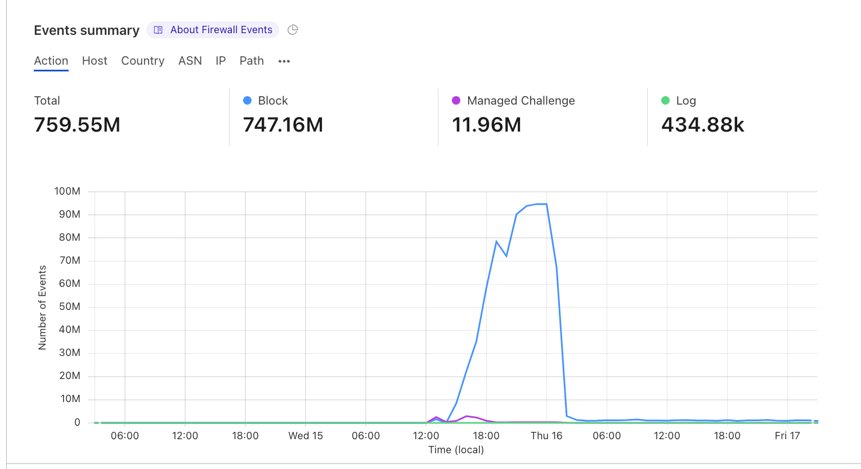 Events summary About Firewall Events
Action Host Country ASN IP Path •••
Total Block Managed Challenge Log
759.55M 747.16M 11.96M 434.88k
100M
90M
80M
70M
60M
50M
40M
30M
20M
10M
0
Number of Events
06:00 12:00 18:00 Wed 15 06:00 12:00 18:00 Thu 16 06:00 12:00 18:00 Fri 17
Time (local)